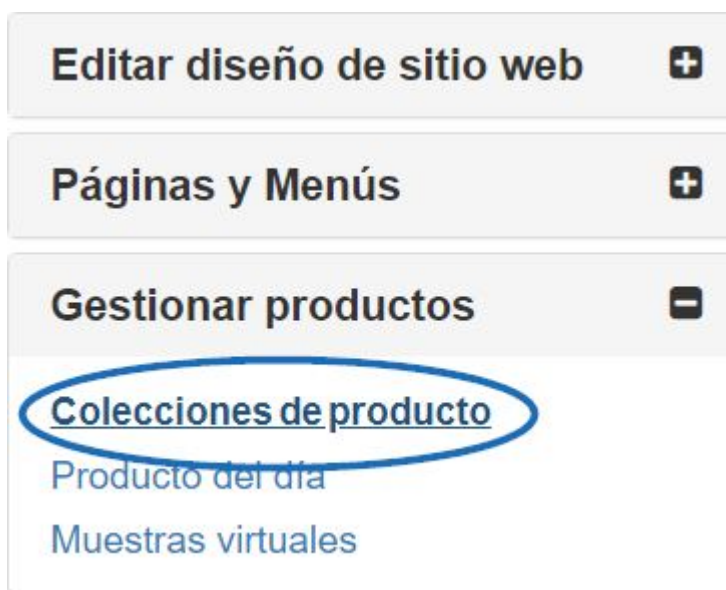 Editar diseño de sitio web
Páginas y Menús
Gestionar productos
Colecciones de producto
Producto del día
Muestras virtuales